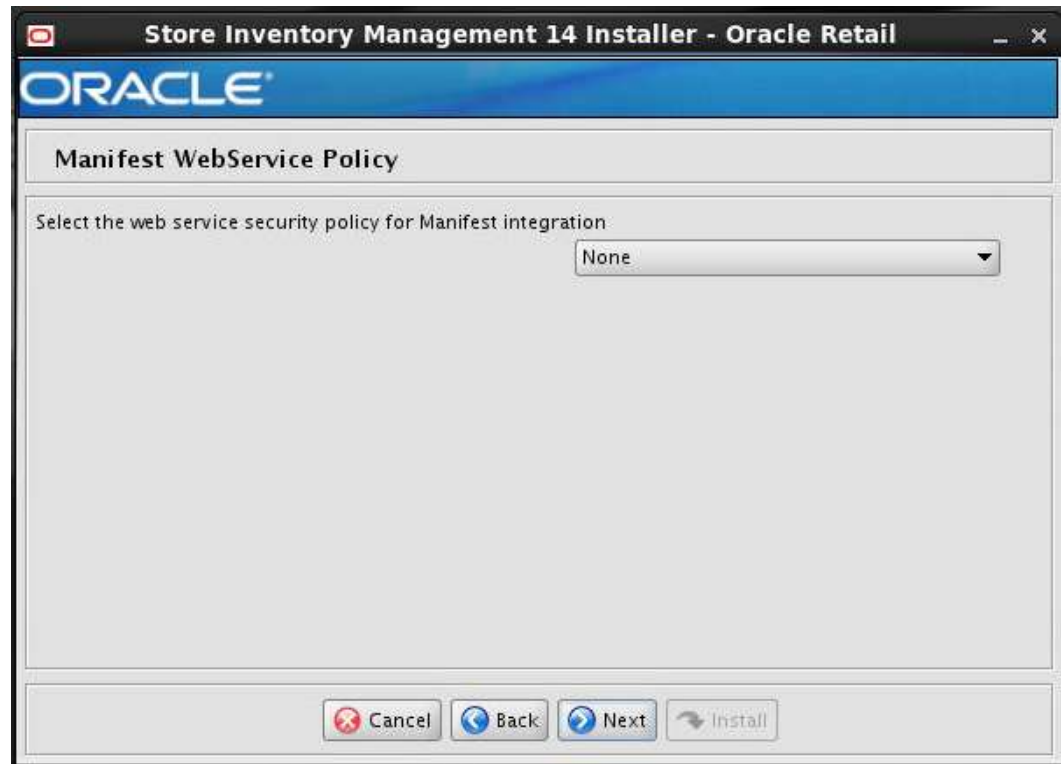 Store Inventory Management 14 Installer - Oracle Retail
ORACLE®
Manifest WebService Policy
Select the web service security policy for Manifest integration
None
Cancel Back Next Install